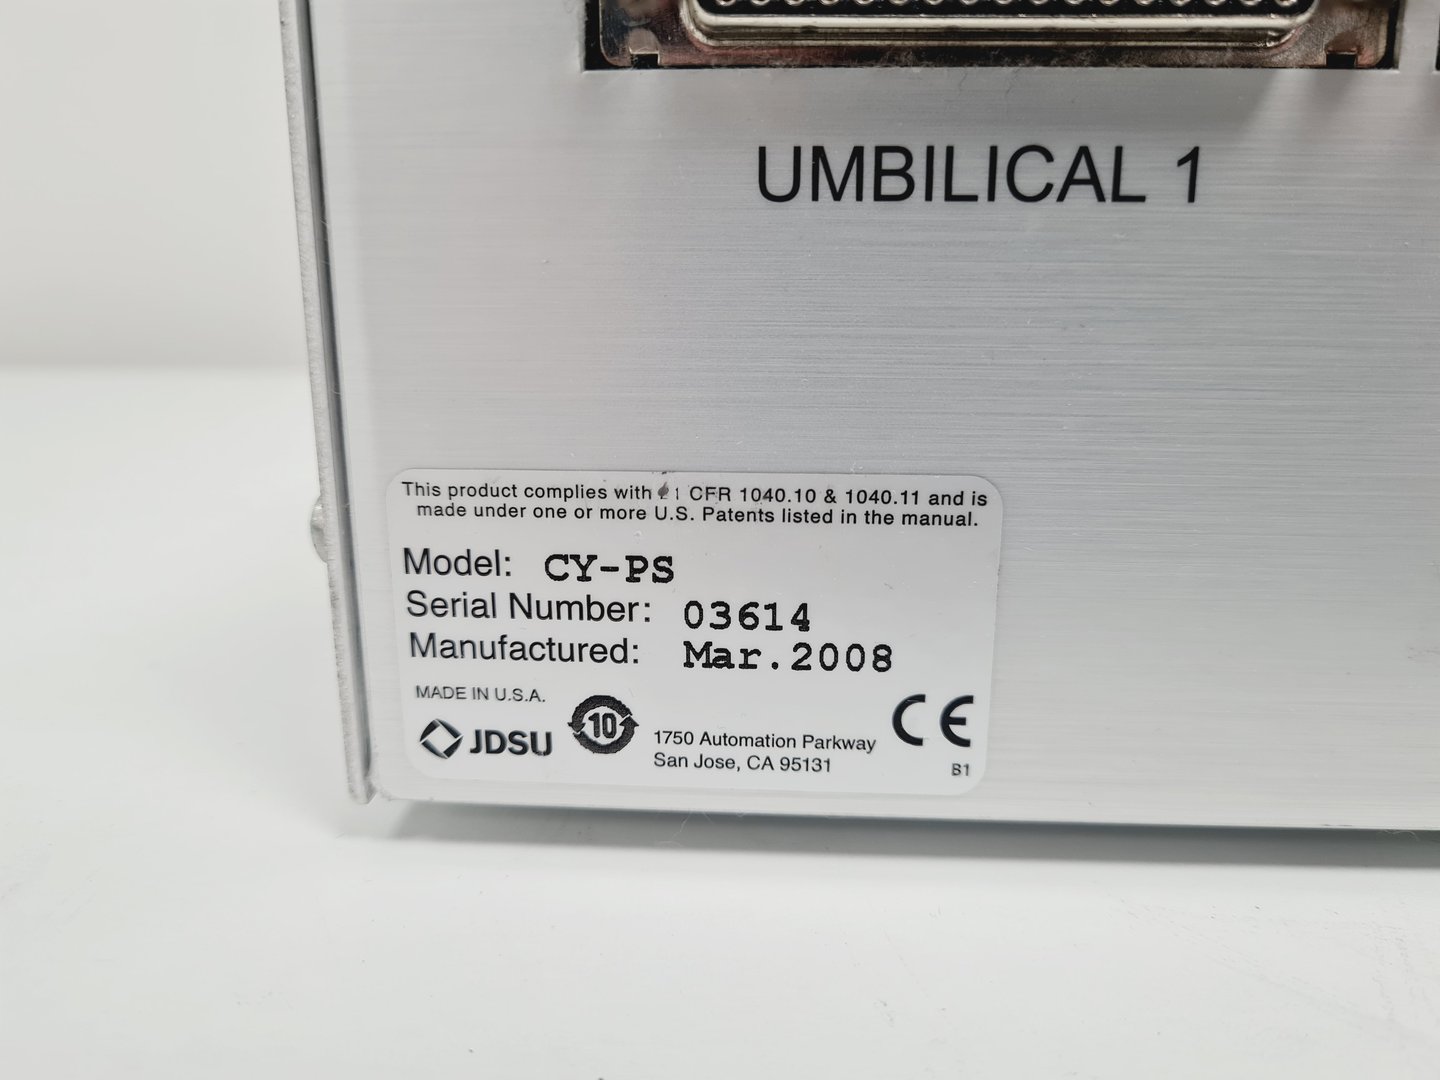 UMBILICAL 1
This product complies with 21 CFR 1040.10 & 1040.11 and is
made under one or more U.S. Patents listed in the manual.
Model: CY-PS
Serial Number: 03614
Manufactured: Mar.2008
MADE IN U.S.A.
JDSU
10
1750 Automation Parkway
San Jose, CA 95131
CE
B1